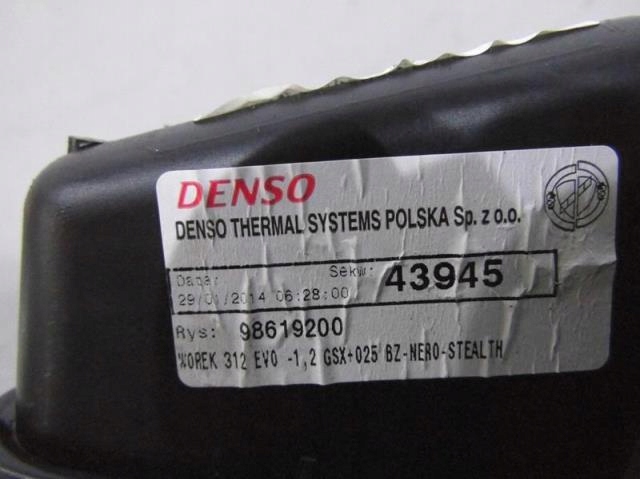 DENSO
DENSO THERMAL SYSTEMS POLSKA Sp. z o.o.
Data: Sekw: 43945
29/01/2014 06:28:00
Rys: 98619200
WOREK 312 EVO -1,2 GSX+025 BZ-NERO-STEALTH